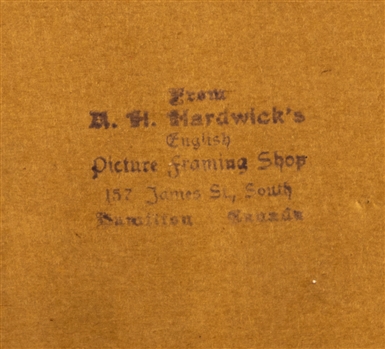 From
A. H. Hardwick's
English
Picture Framing Shop
157 James St., South
Hamilton Canada